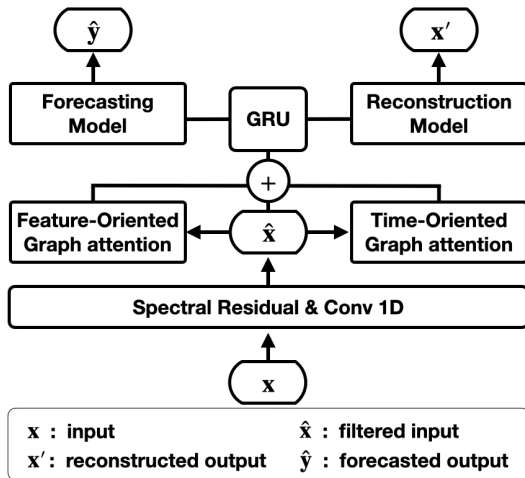 ŷ
x′
Forecasting
Model
GRU
Reconstruction
Model
+
Feature-Oriented
Graph attention
x̂
Time-Oriented
Graph attention
Spectral Residual & Conv 1D
x
x : input
x̂ : filtered input
x′ : reconstructed output
ŷ : forecasted output